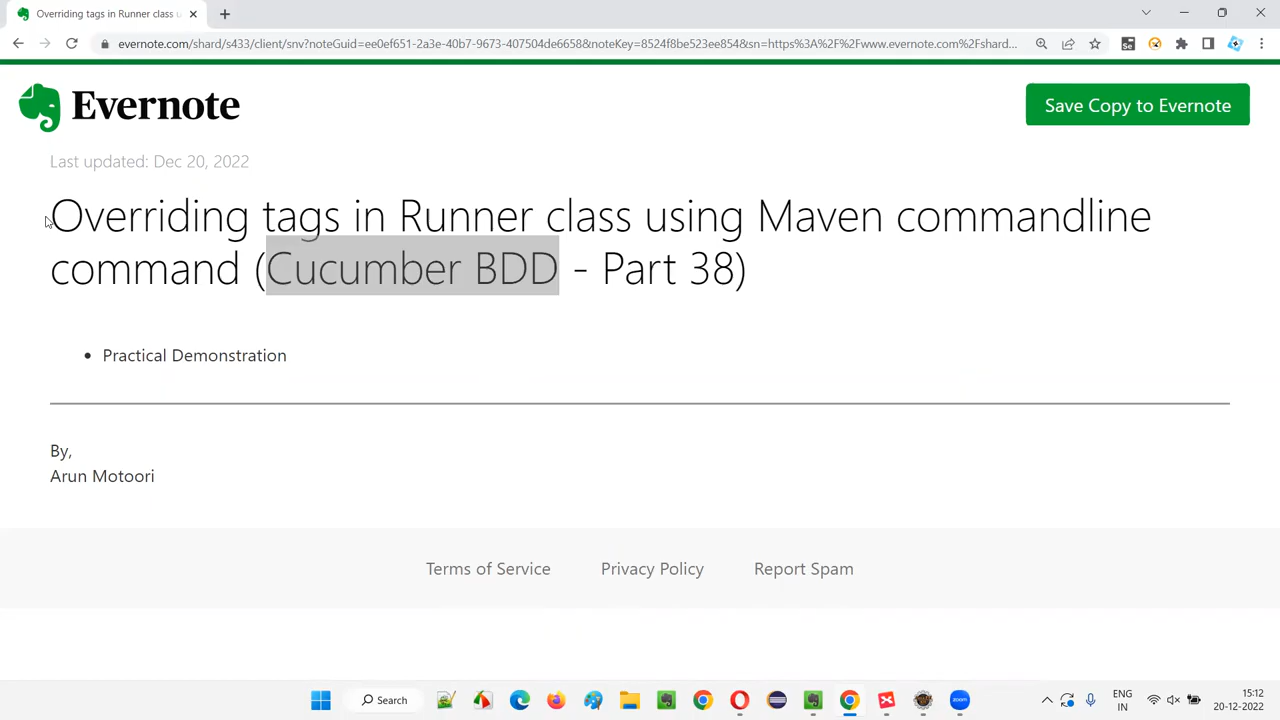 Overriding tags in Runner class u
evernote.com/shard/s433/client/snv?noteGuid=ee0ef651-2d3e-4db7-9673-407504de6658&noteKey=8524f8be523ee854&sn=https%3A%2F%2Fwww.evernote.com%2Fshard...
Evernote
Save Copy to Evernote
Last updated: Dec 20, 2022
Overriding tags in Runner class using Maven commandline
command (Cucumber BDD - Part 38)
• Practical Demonstration
By,
Arun Motoori
Terms of Service Privacy Policy Report Spam
Search
zoom
ENG
IN
15:12
20-12-2022